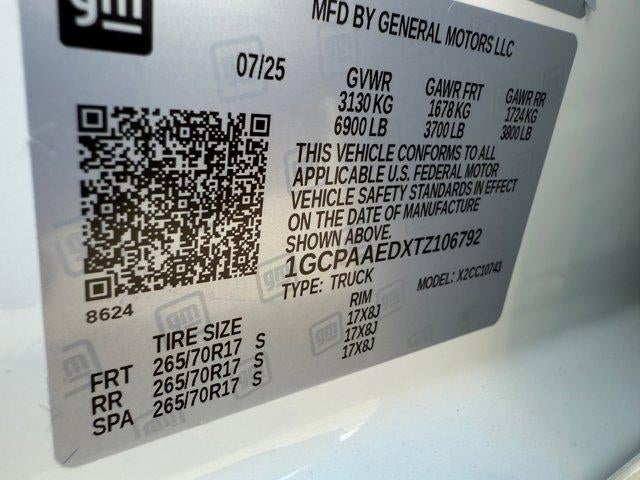 gm
MFD BY GENERAL MOTORS LLC
07/25
GVWR GAWR FRT GAWR RR
3130 KG 1678 KG 1724 KG
6900 LB 3700 LB 3800 LB
THIS VEHICLE CONFORMS TO ALL
APPLICABLE U.S. FEDERAL MOTOR
VEHICLE SAFETY STANDARDS IN EFFECT
ON THE DATE OF MANUFACTURE
SHOWN ABOVE.
1GCPAAEDXTZ106792
TYPE: TRUCK MODEL: X2CC10743
8624
TIRE SIZE RIM
FRT 265/70R17 S 17X8J
RR 265/70R17 S 17X8J
SPA 265/70R17 S 17X8J